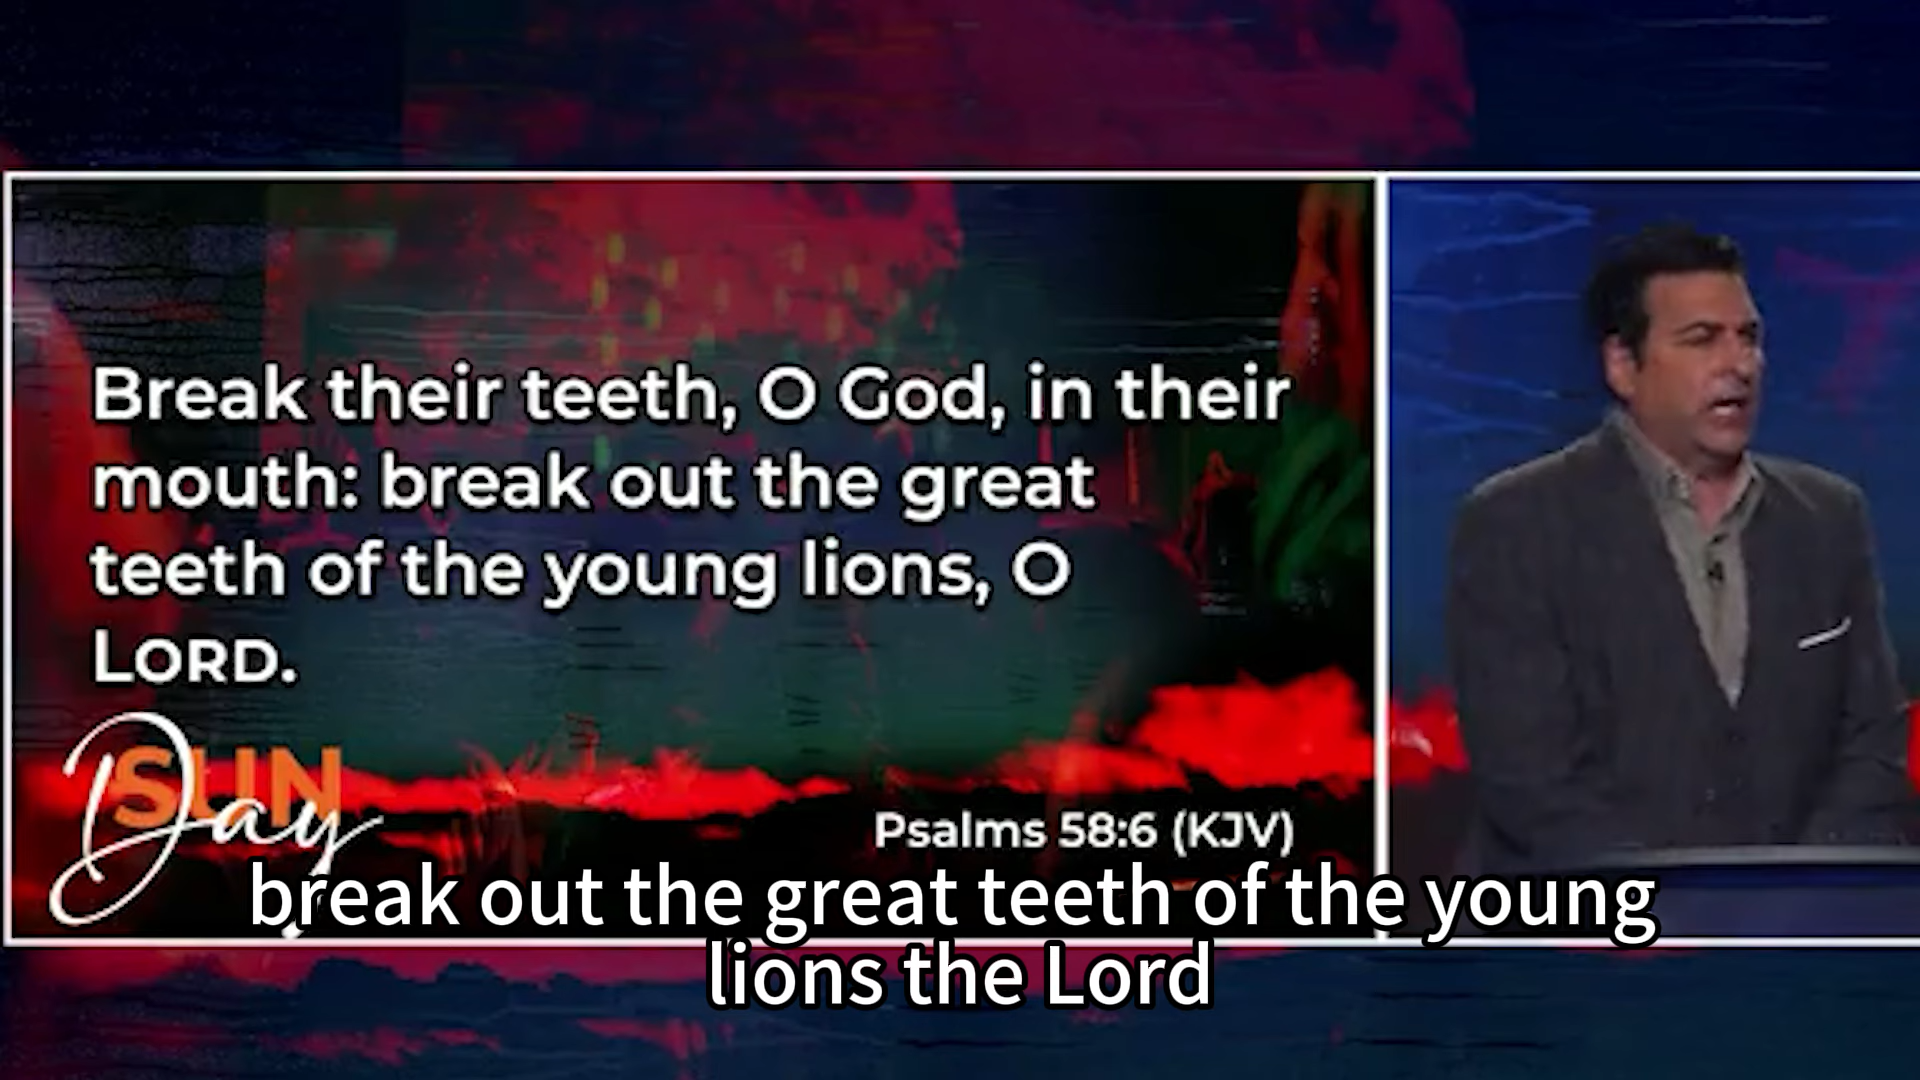 Break their teeth, O God, in their
mouth: break out the great
teeth of the young lions, O
LORD.
SUN
Day
Psalms 58:6 (KJV)
break out the great teeth of the young
lions the Lord